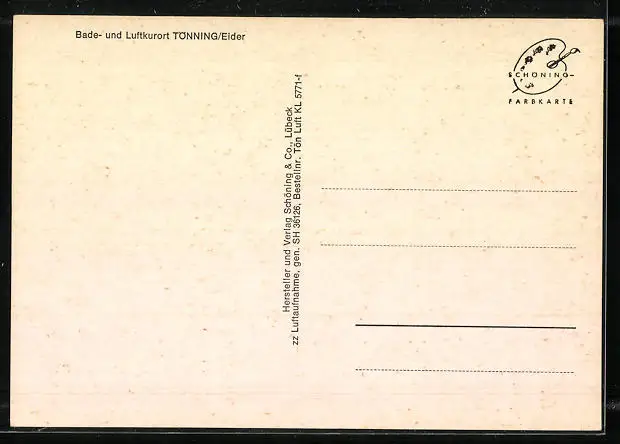 Bade- und Luftkurort TÖNNING/Eider
SCHÖNING-
FARBKARTE
Hersteller und Verlag Schöning & Co., Lübeck
zz Luftaufnahme, gen. SH 36126, Bestellnr. Tön Luft KL 5771-f